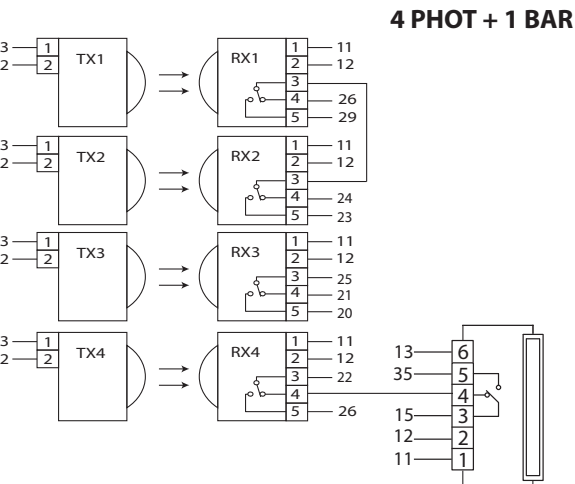 4 PHOT + 1 BAR
3 1 TX1 RX1 1 11
2 2 2 12
3
4 26
5 29
3 1 TX2 RX2 1 11
2 2 2 12
3
4 24
5 23
3 1 TX3 RX3 1 11
2 2 2 12
3 25
4 21
5 20
3 1 TX4 RX4 1 11
2 2 2 12
3 22
4
5 26
13 6
35 5
4
15 3
12 2
11 1